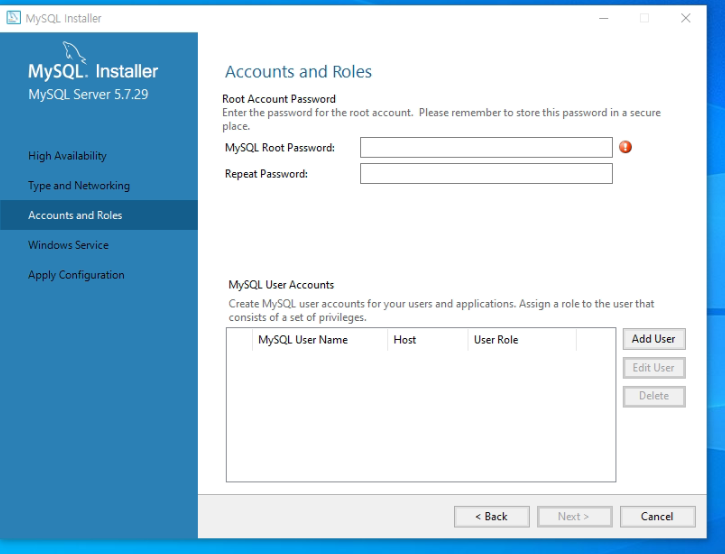 MySQL Installer
MySQL. Installer
MySQL Server 5.7.29
High Availability
Type and Networking
Accounts and Roles
Windows Service
Apply Configuration
Accounts and Roles
Root Account Password
Enter the password for the root account. Please remember to store this password in a secure
place.
MySQL Root Password:
Repeat Password:
MySQL User Accounts
Create MySQL user accounts for your users and applications. Assign a role to the user that
consists of a set of privileges.
MySQL User Name Host User Role
Add User
Edit User
Delete
< Back Next > Cancel